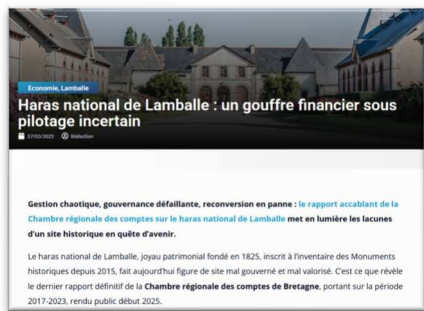 Economie, Lamballe
Haras national de Lamballe : un gouffre financier sous
pilotage incertain
27/03/2025 Rédaction
Gestion chaotique, gouvernance défaillante, reconversion en panne : le rapport accablant de la
Chambre régionale des comptes sur le haras national de Lamballe met en lumière les lacunes
d'un site historique en quête d'avenir.
Le haras national de Lamballe, joyau patrimonial fondé en 1825, inscrit à l'inventaire des Monuments
historiques depuis 2015, fait aujourd'hui figure de site mal gouverné et mal valorisé. C'est ce que révèle
le dernier rapport définitif de la Chambre régionale des comptes de Bretagne, portant sur la période
2017-2023, rendu public début 2025.